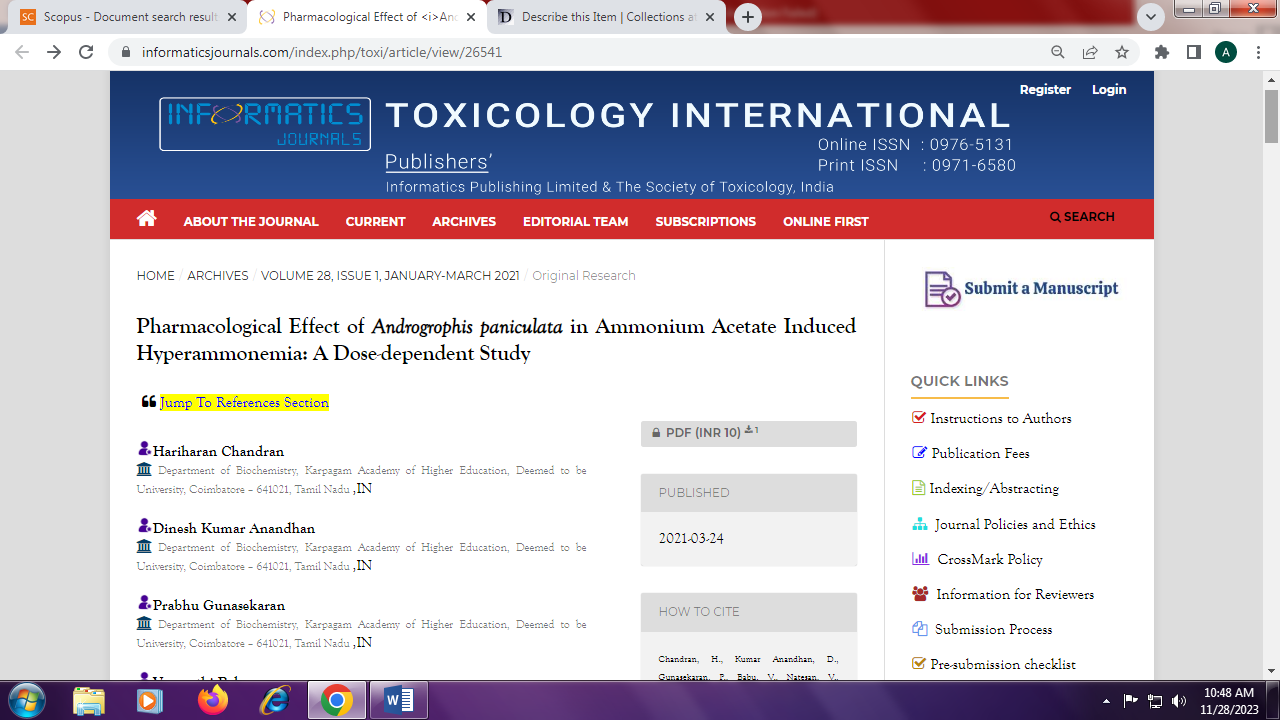 Scopus - Document search result
Pharmacological Effect of <i>Anc
Describe this Item | Collections a
informaticsjournals.com/index.php/toxi/article/view/26541
A
Register
Login
INFORMATICS
JOURNALS
TOXICOLOGY INTERNATIONAL
Online ISSN : 0976-5131
Publishers'
Print ISSN : 0971-6580
Informatics Publishing Limited & The Society of Toxicology, India
ABOUT THE JOURNAL
CURRENT
ARCHIVES
EDITORIAL TEAM
SUBSCRIPTIONS
ONLINE FIRST
SEARCH
HOME / ARCHIVES / VOLUME 28, ISSUE 1, JANUARY-MARCH 2021 / Original Research
Pharmacological Effect of Androgrophis paniculata in Ammonium Acetate Induced
Hyperammonemia: A Dose-dependent Study
Jump To References Section
Hariharan Chandran
Department of Biochemistry, Karpagam Academy of Higher Education, Deemed to be
University, Coimbatore – 641021, Tamil Nadu ,IN
Dinesh Kumar Anandhan
Department of Biochemistry, Karpagam Academy of Higher Education, Deemed to be
University, Coimbatore – 641021, Tamil Nadu ,IN
Prabhu Gunasekaran
Department of Biochemistry, Karpagam Academy of Higher Education, Deemed to be
University, Coimbatore – 641021, Tamil Nadu ,IN
PDF (INR 10) 1
PUBLISHED
2021-03-24
HOW TO CITE
Chandran, H., Kumar Anandhan, D.,
Gunasekaran, P., Babu, V., Natesan, V.,
Submit a Manuscript
QUICK LINKS
Instructions to Authors
Publication Fees
Indexing/Abstracting
Journal Policies and Ethics
CrossMark Policy
Information for Reviewers
Submission Process
Pre-submission checklist
10:48 AM
11/28/2023